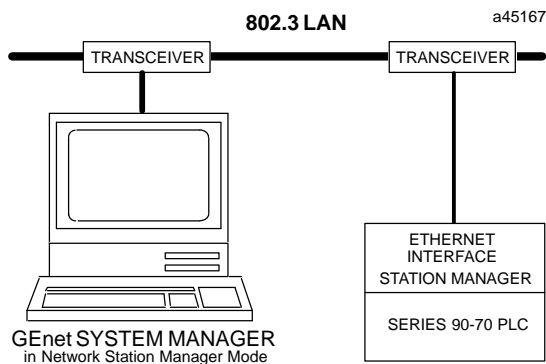 802.3 LAN
a45167
TRANSCEIVER
TRANSCEIVER
ETHERNET
INTERFACE
STATION MANAGER
SERIES 90-70 PLC
GEnet SYSTEM MANAGER
in Network Station Manager Mode